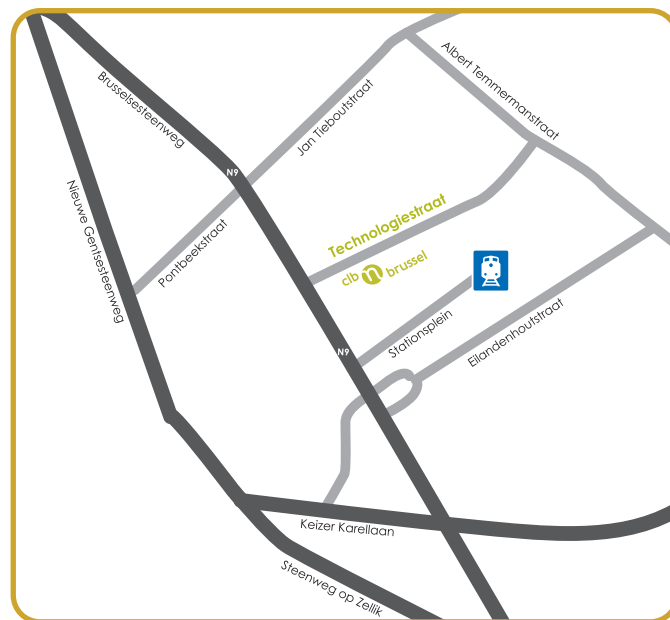 Albert Temmermanstraat
Brusselsesteenweg
Jan Tieboutstraat
N9
Nieuwe Gentsesteenweg
Technologiestraat
Pontbeekstraat
clb n brussel
Stationsplein
Eilandenhoutstraat
N9
Keizer Karellaan
Steenweg op Zellik